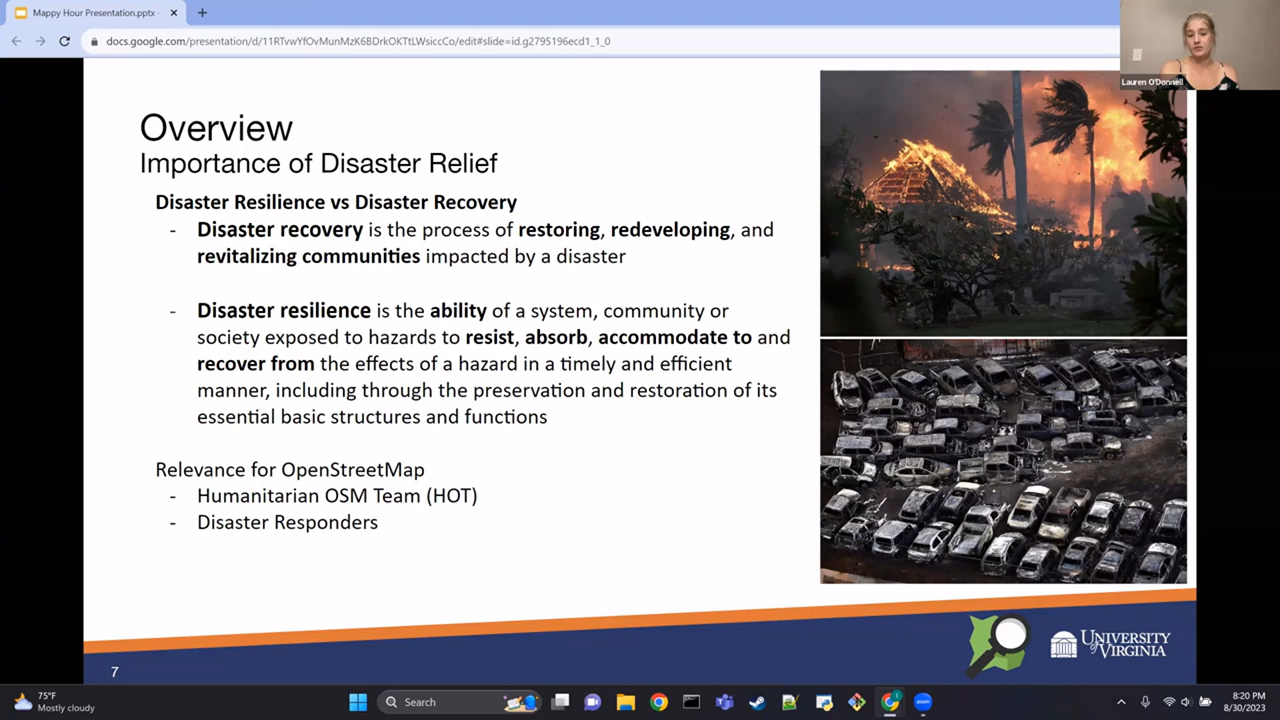 Mappy Hour Presentation.pptx
docs.google.com/presentation/d/11RTvwYfOvMunMzK6BDrkOKTtLWsiccCo/edit#slide=id.g2795196ecd1_1_0
Lauren O'Donnell
Overview
Importance of Disaster Relief
Disaster Resilience vs Disaster Recovery
- Disaster recovery is the process of restoring, redeveloping, and
revitalizing communities impacted by a disaster
- Disaster resilience is the ability of a system, community or
society exposed to hazards to resist, absorb, accommodate to and
recover from the effects of a hazard in a timely and efficient
manner, including through the preservation and restoration of its
essential basic structures and functions
Relevance for OpenStreetMap
- Humanitarian OSM Team (HOT)
- Disaster Responders
7
UNIVERSITY
of VIRGINIA
75°F
Mostly cloudy
Search
8:20 PM
8/30/2023